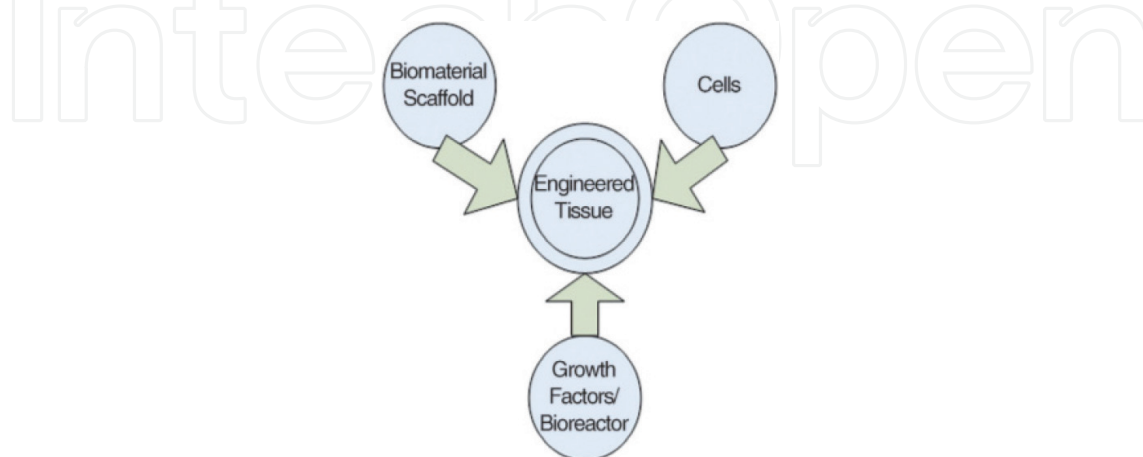 IntechOpen
Biomaterial
Scaffold
Cells
Engineered
Tissue
Growth
Factors/
Bioreactor